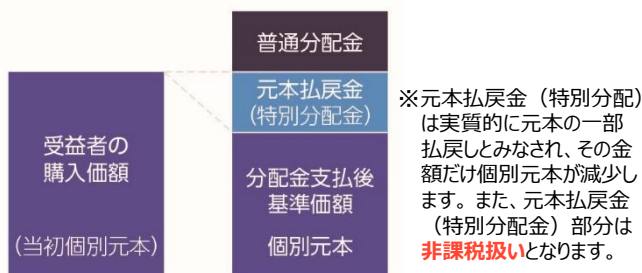 普通分配金
元本払戻金
(特別分配金)
受益者の
購入価額
(当初個別元本)
分配金支払後
基準価額
個別元本
※元本払戻金（特別分配）
は実質的に元本の一部
払戻しとみなされ、その金
額だけ個別元本が減少し
ます。また、元本払戻金
（特別分配金）部分は
非課税扱いとなります。